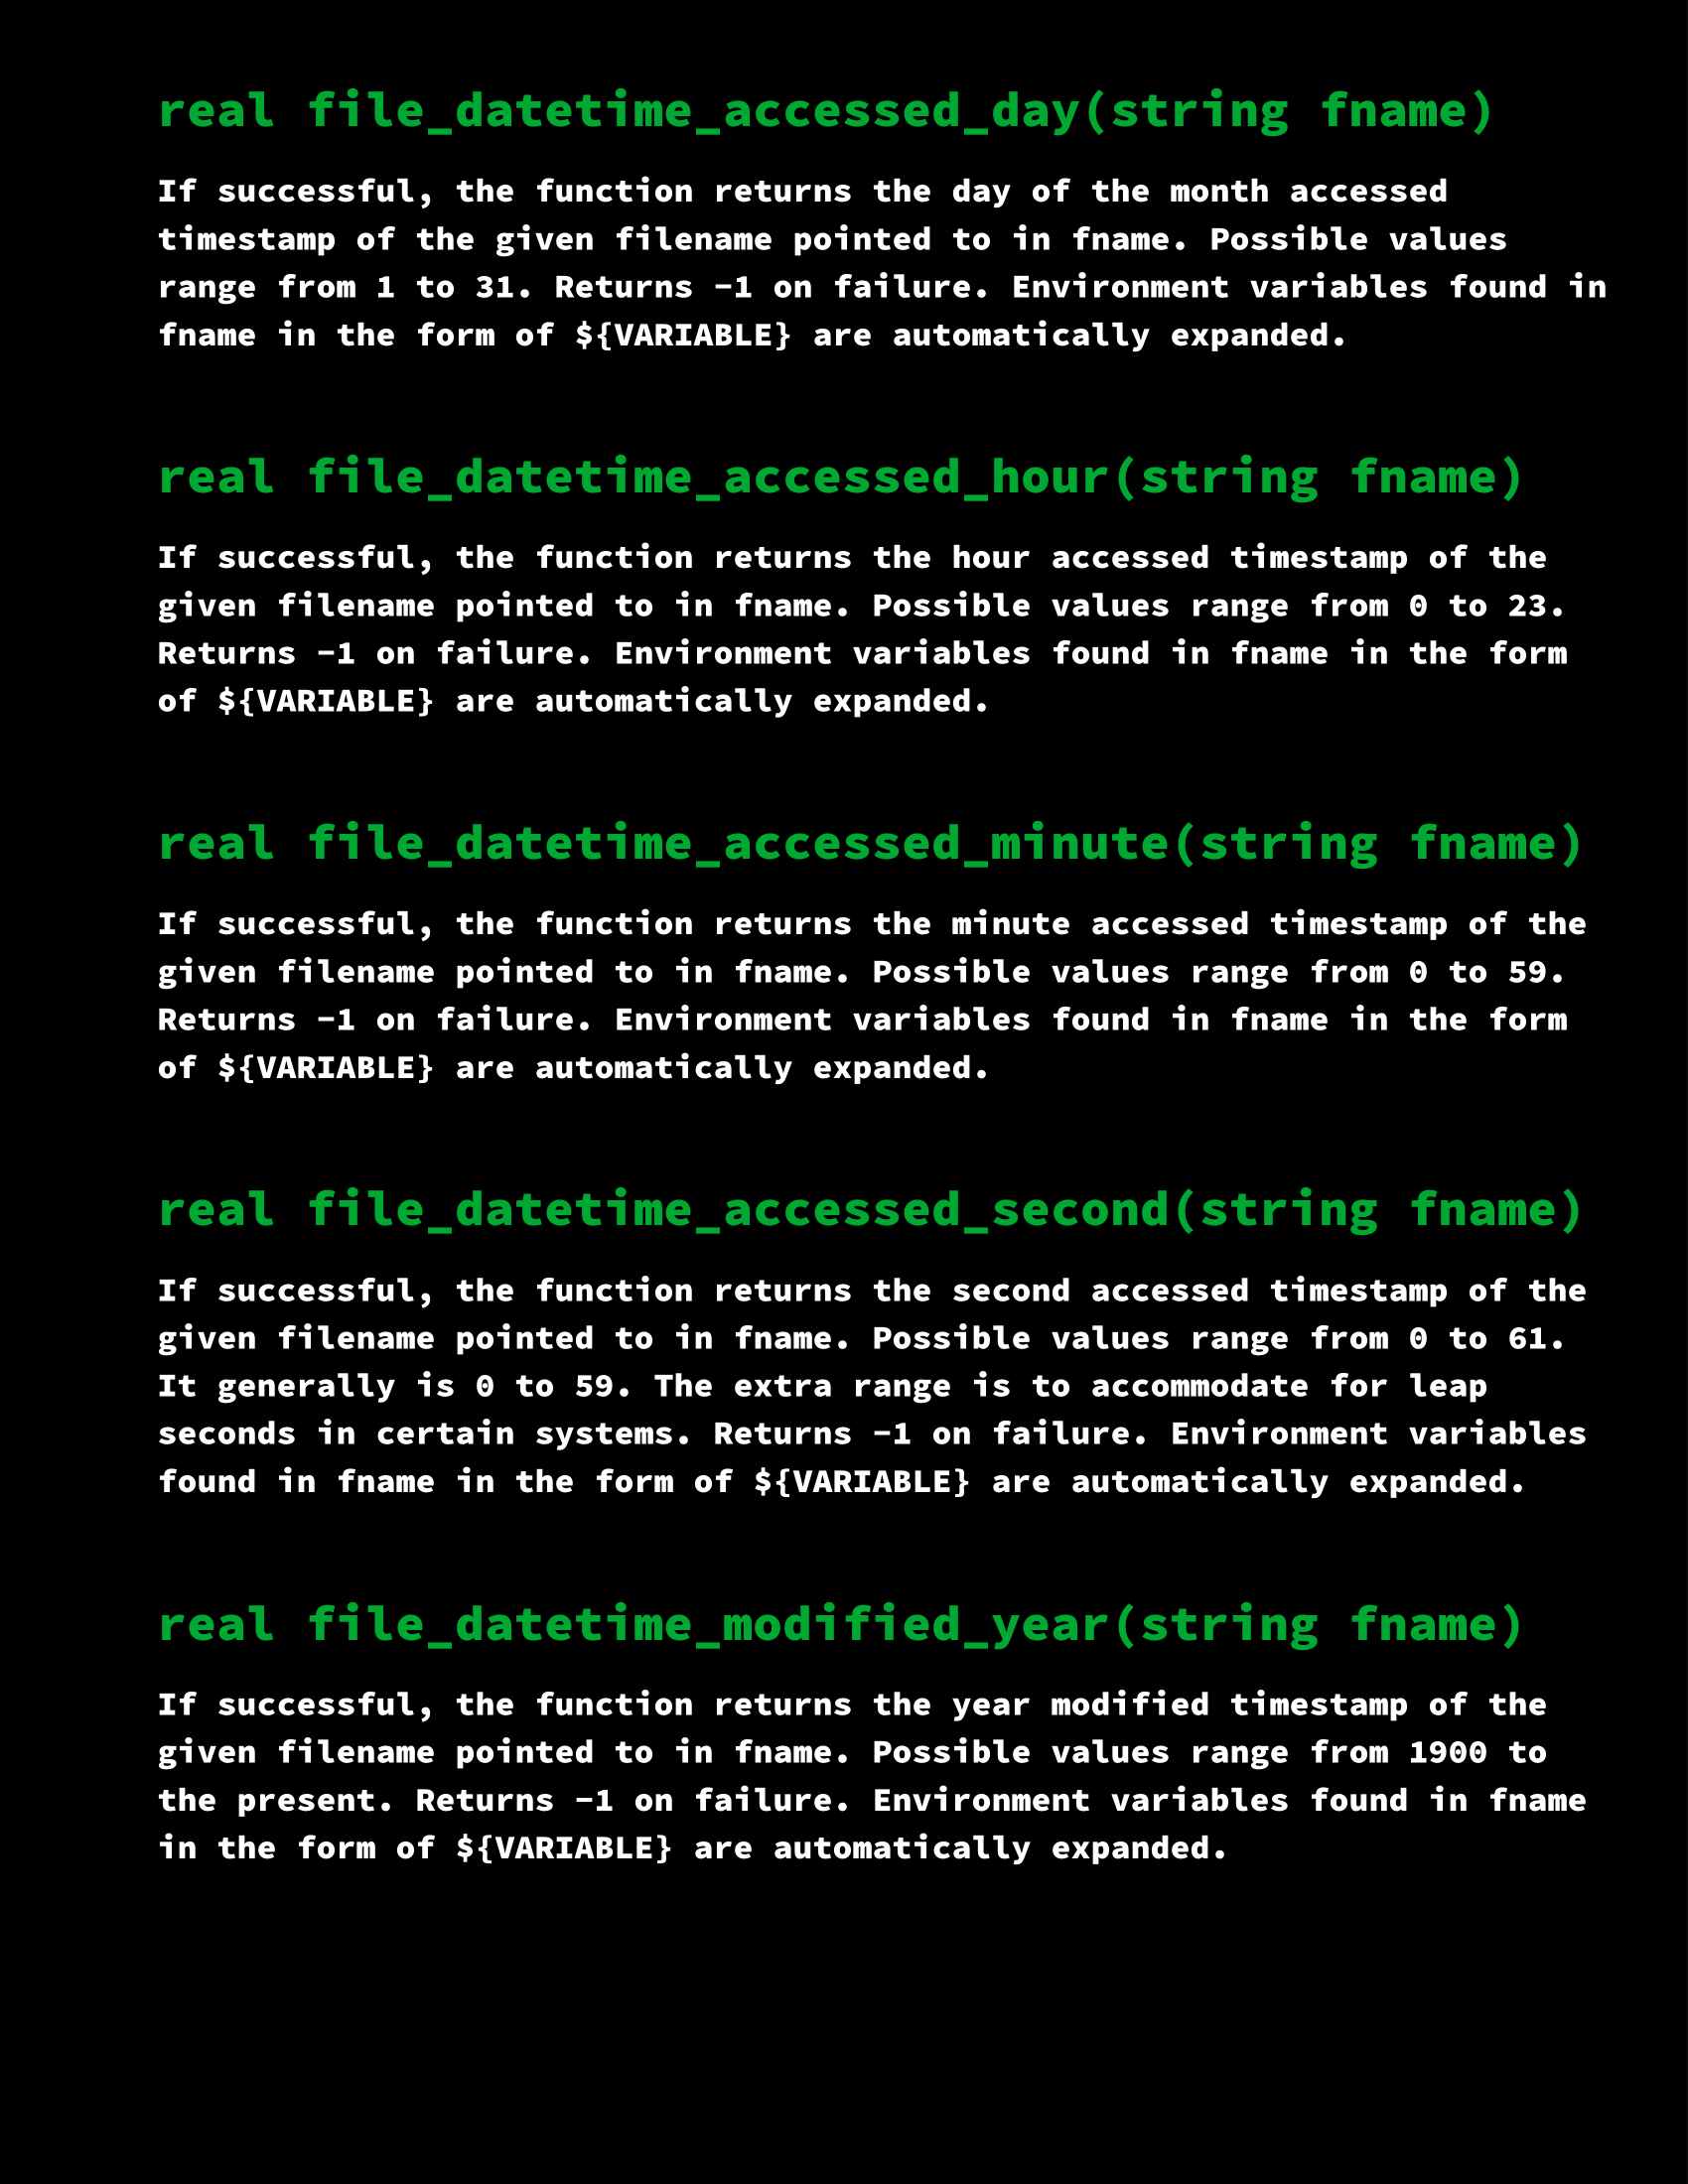 real file_datetime_accessed_day(string fname)
If successful, the function returns the day of the month accessed
timestamp of the given filename pointed to in fname. Possible values
range from 1 to 31. Returns -1 on failure. Environment variables found in
fname in the form of ${VARIABLE} are automatically expanded.
real file_datetime_accessed_hour(string fname)
If successful, the function returns the hour accessed timestamp of the
given filename pointed to in fname. Possible values range from 0 to 23.
Returns -1 on failure. Environment variables found in fname in the form
of ${VARIABLE} are automatically expanded.
real file_datetime_accessed_minute(string fname)
If successful, the function returns the minute accessed timestamp of the
given filename pointed to in fname. Possible values range from 0 to 59.
Returns -1 on failure. Environment variables found in fname in the form
of ${VARIABLE} are automatically expanded.
real file_datetime_accessed_second(string fname)
If successful, the function returns the second accessed timestamp of the
given filename pointed to in fname. Possible values range from 0 to 61.
It generally is 0 to 59. The extra range is to accommodate for leap
seconds in certain systems. Returns -1 on failure. Environment variables
found in fname in the form of ${VARIABLE} are automatically expanded.
real file_datetime_modified_year(string fname)
If successful, the function returns the year modified timestamp of the
given filename pointed to in fname. Possible values range from 1900 to
the present. Returns -1 on failure. Environment variables found in fname
in the form of ${VARIABLE} are automatically expanded.